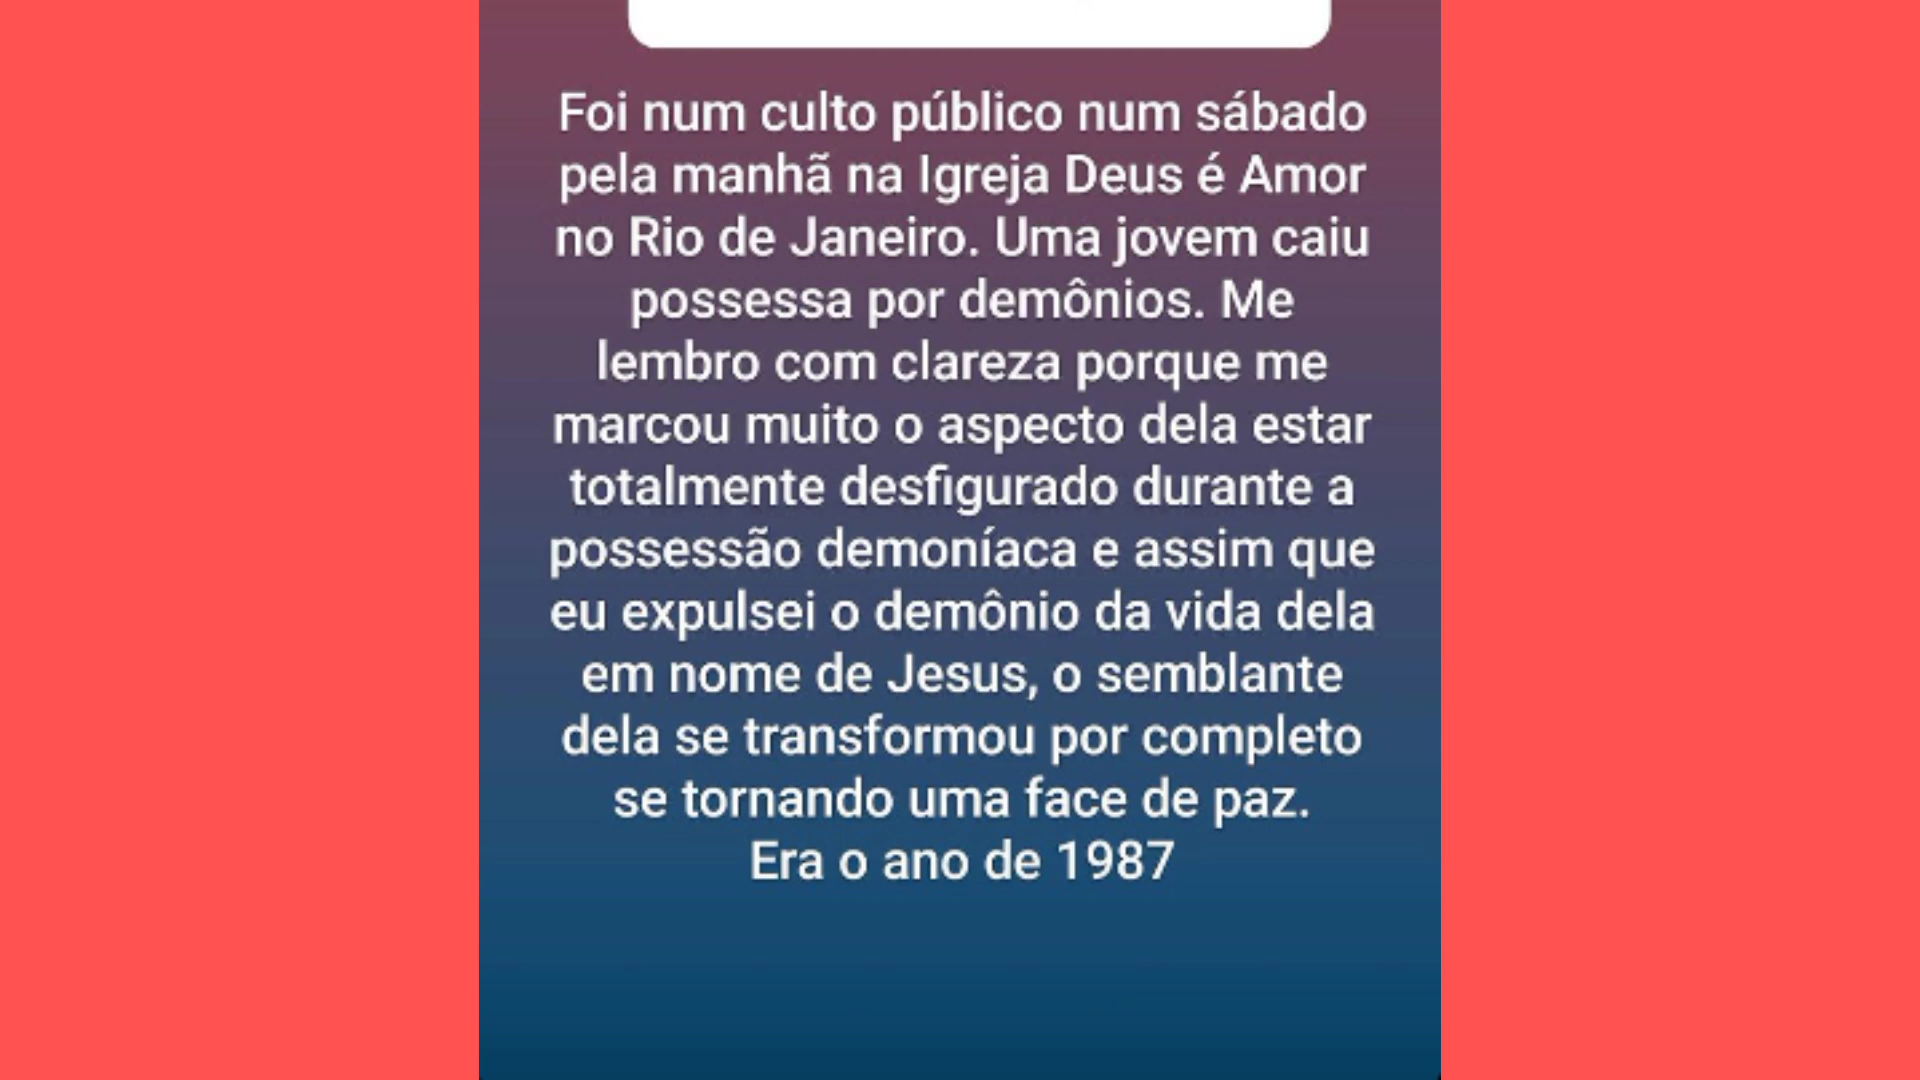 Foi num culto público num sábado
pela manhã na Igreja Deus é Amor
no Rio de Janeiro. Uma jovem caiu
possessa por demônios. Me
lembro com clareza porque me
marcou muito o aspecto dela estar
totalmente desfigurado durante a
possessão demoníaca e assim que
eu expulsei o demônio da vida dela
em nome de Jesus, o semblante
dela se transformou por completo
se tornando uma face de paz.
Era o ano de 1987